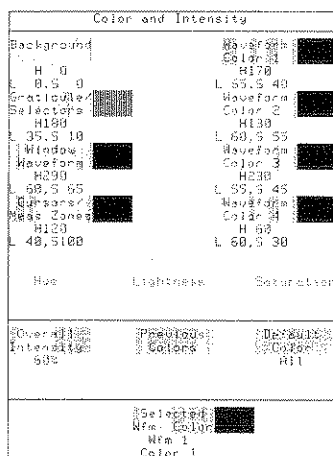 Color and Intensity
Background
H 0
L 0,S 0
Graticule/
Selectors
H180
L 35,S 10
Window
Waveform
H290
L 60,S 65
Cursors/
Meas Zones
H120
L 40,S100
Waveform
Color 1
H170
L 55,S 40
Waveform
Color 2
H130
L 60,S 55
Waveform
Color 3
H230
L 55,S 45
Waveform
Color 4
H 60
L 60,S 30
Hue Lightness Saturation
Overall
Intensity
60%
Previous
Colors
Default
Color
All
Selected
Wfm Color
Wfm 1
Color 1